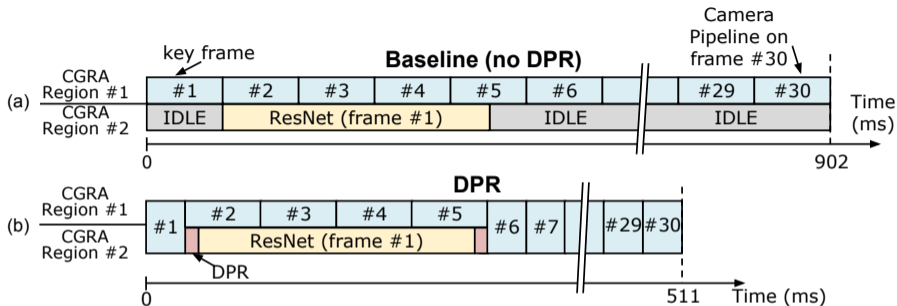 Camera
Pipeline on
frame #30
key frame
Baseline (no DPR)
(a)
CGRA
Region #1
#1 #2 #3 #4 #5 #6 #29 #30
CGRA
Region #2
IDLE ResNet (frame #1) IDLE IDLE
Time
(ms)
0 902
DPR
(b)
CGRA
Region #1
#1 #2 #3 #4 #5 #6 #7 #29 #30
CGRA
Region #2
ResNet (frame #1)
DPR
0 511 Time (ms)